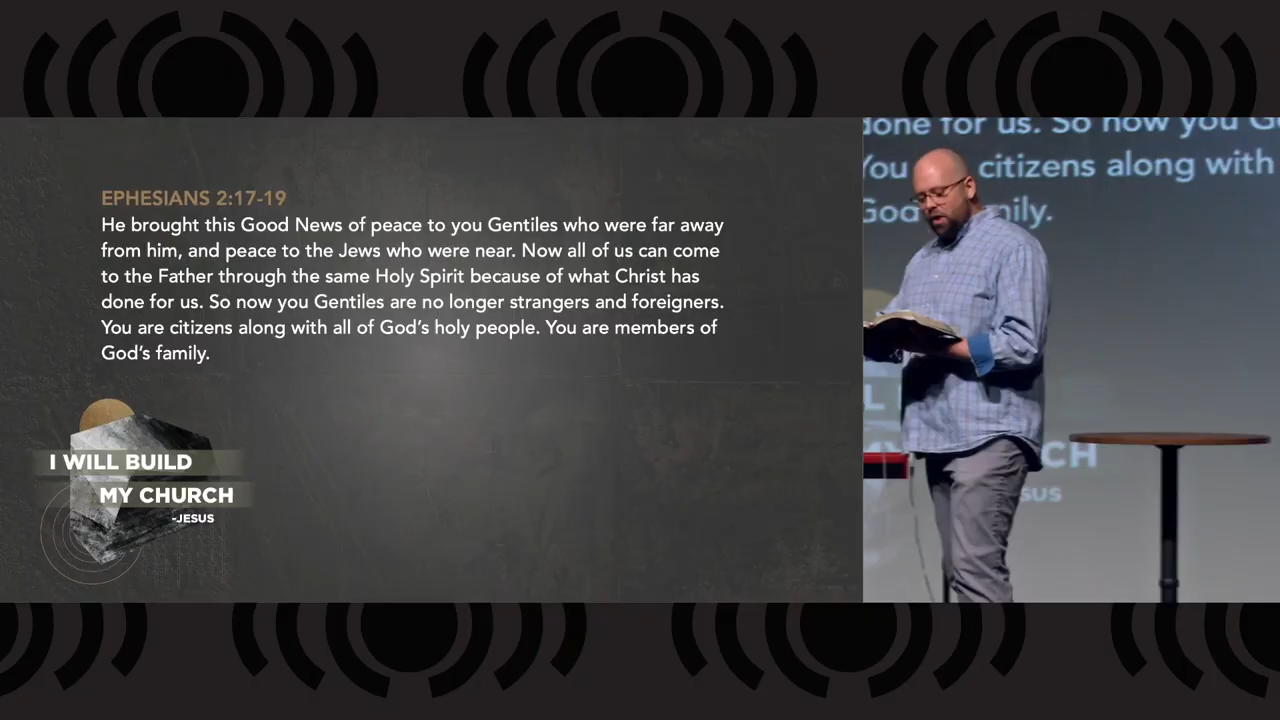 EPHESIANS 2:17-19
He brought this Good News of peace to you Gentiles who were far away
from him, and peace to the Jews who were near. Now all of us can come
to the Father through the same Holy Spirit because of what Christ has
done for us. So now you Gentiles are no longer strangers and foreigners.
You are citizens along with all of God’s holy people. You are members of
God’s family.
I WILL BUILD
MY CHURCH
-JESUS
done for us. So now you
You citizens along with